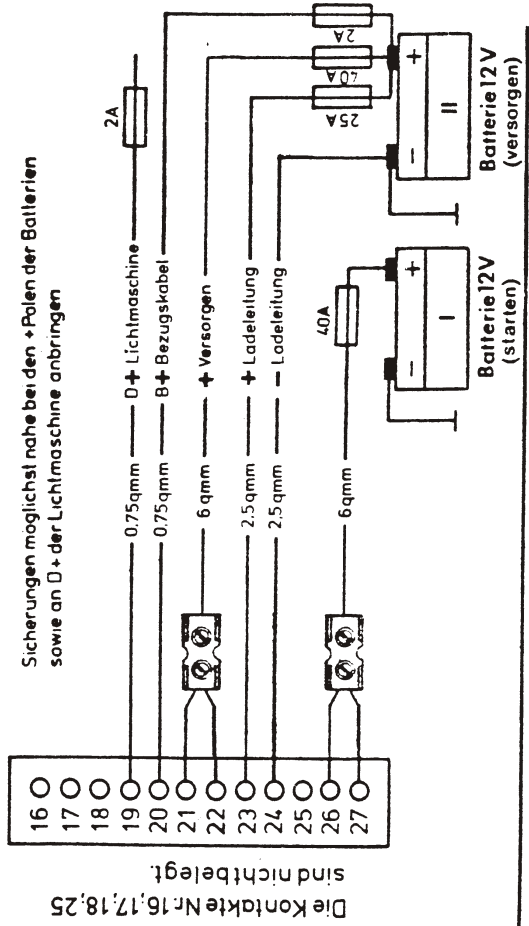 Sicherungen möglichst nahe bei den +Polen der Batterien
sowie an D+ der Lichtmaschine anbringen
16
17
18
19
20
21
22
23
24
25
26
27
0.75qmm D+ Lichtmaschine 2A
0.75qmm B+ Bezugskabel 2A
6qmm + Versorgen 40A
2.5qmm + Ladeleitung 25A
2.5qmm - Ladeleitung
6qmm 40A
+ -
II
Batterie 12V
(versorgen)
+ -
I
Batterie 12V
(starten)
Die Kontakte Nr.16,17,18,25
sind nicht belegt.